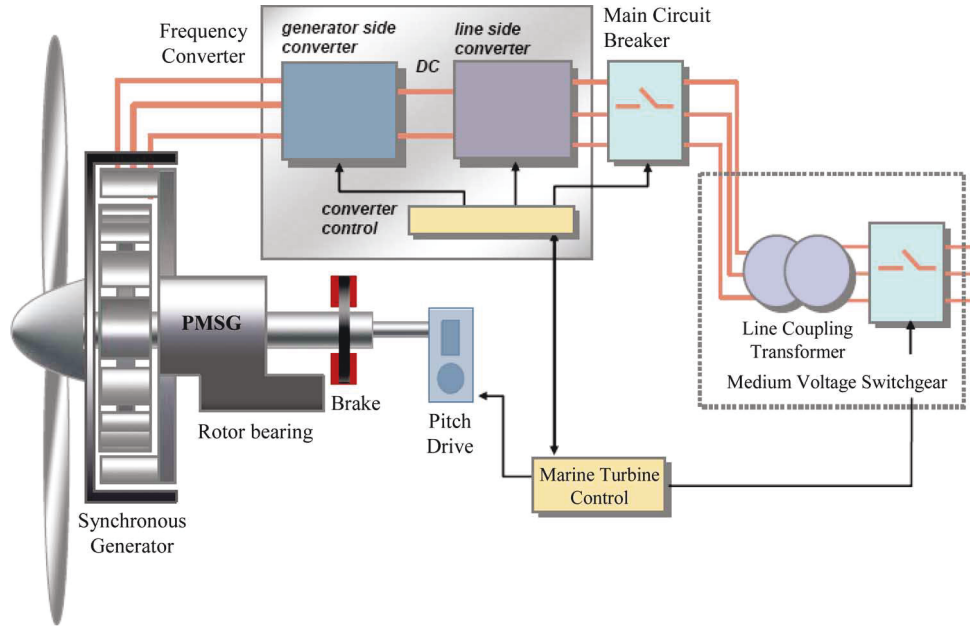 Frequency
Converter
generator side
converter
DC
line side
converter
Main Circuit
Breaker
converter
control
PMSG
Brake
Rotor bearing
Pitch
Drive
Line Coupling
Transformer
Medium Voltage Switchgear
Marine Turbine
Control
Synchronous
Generator